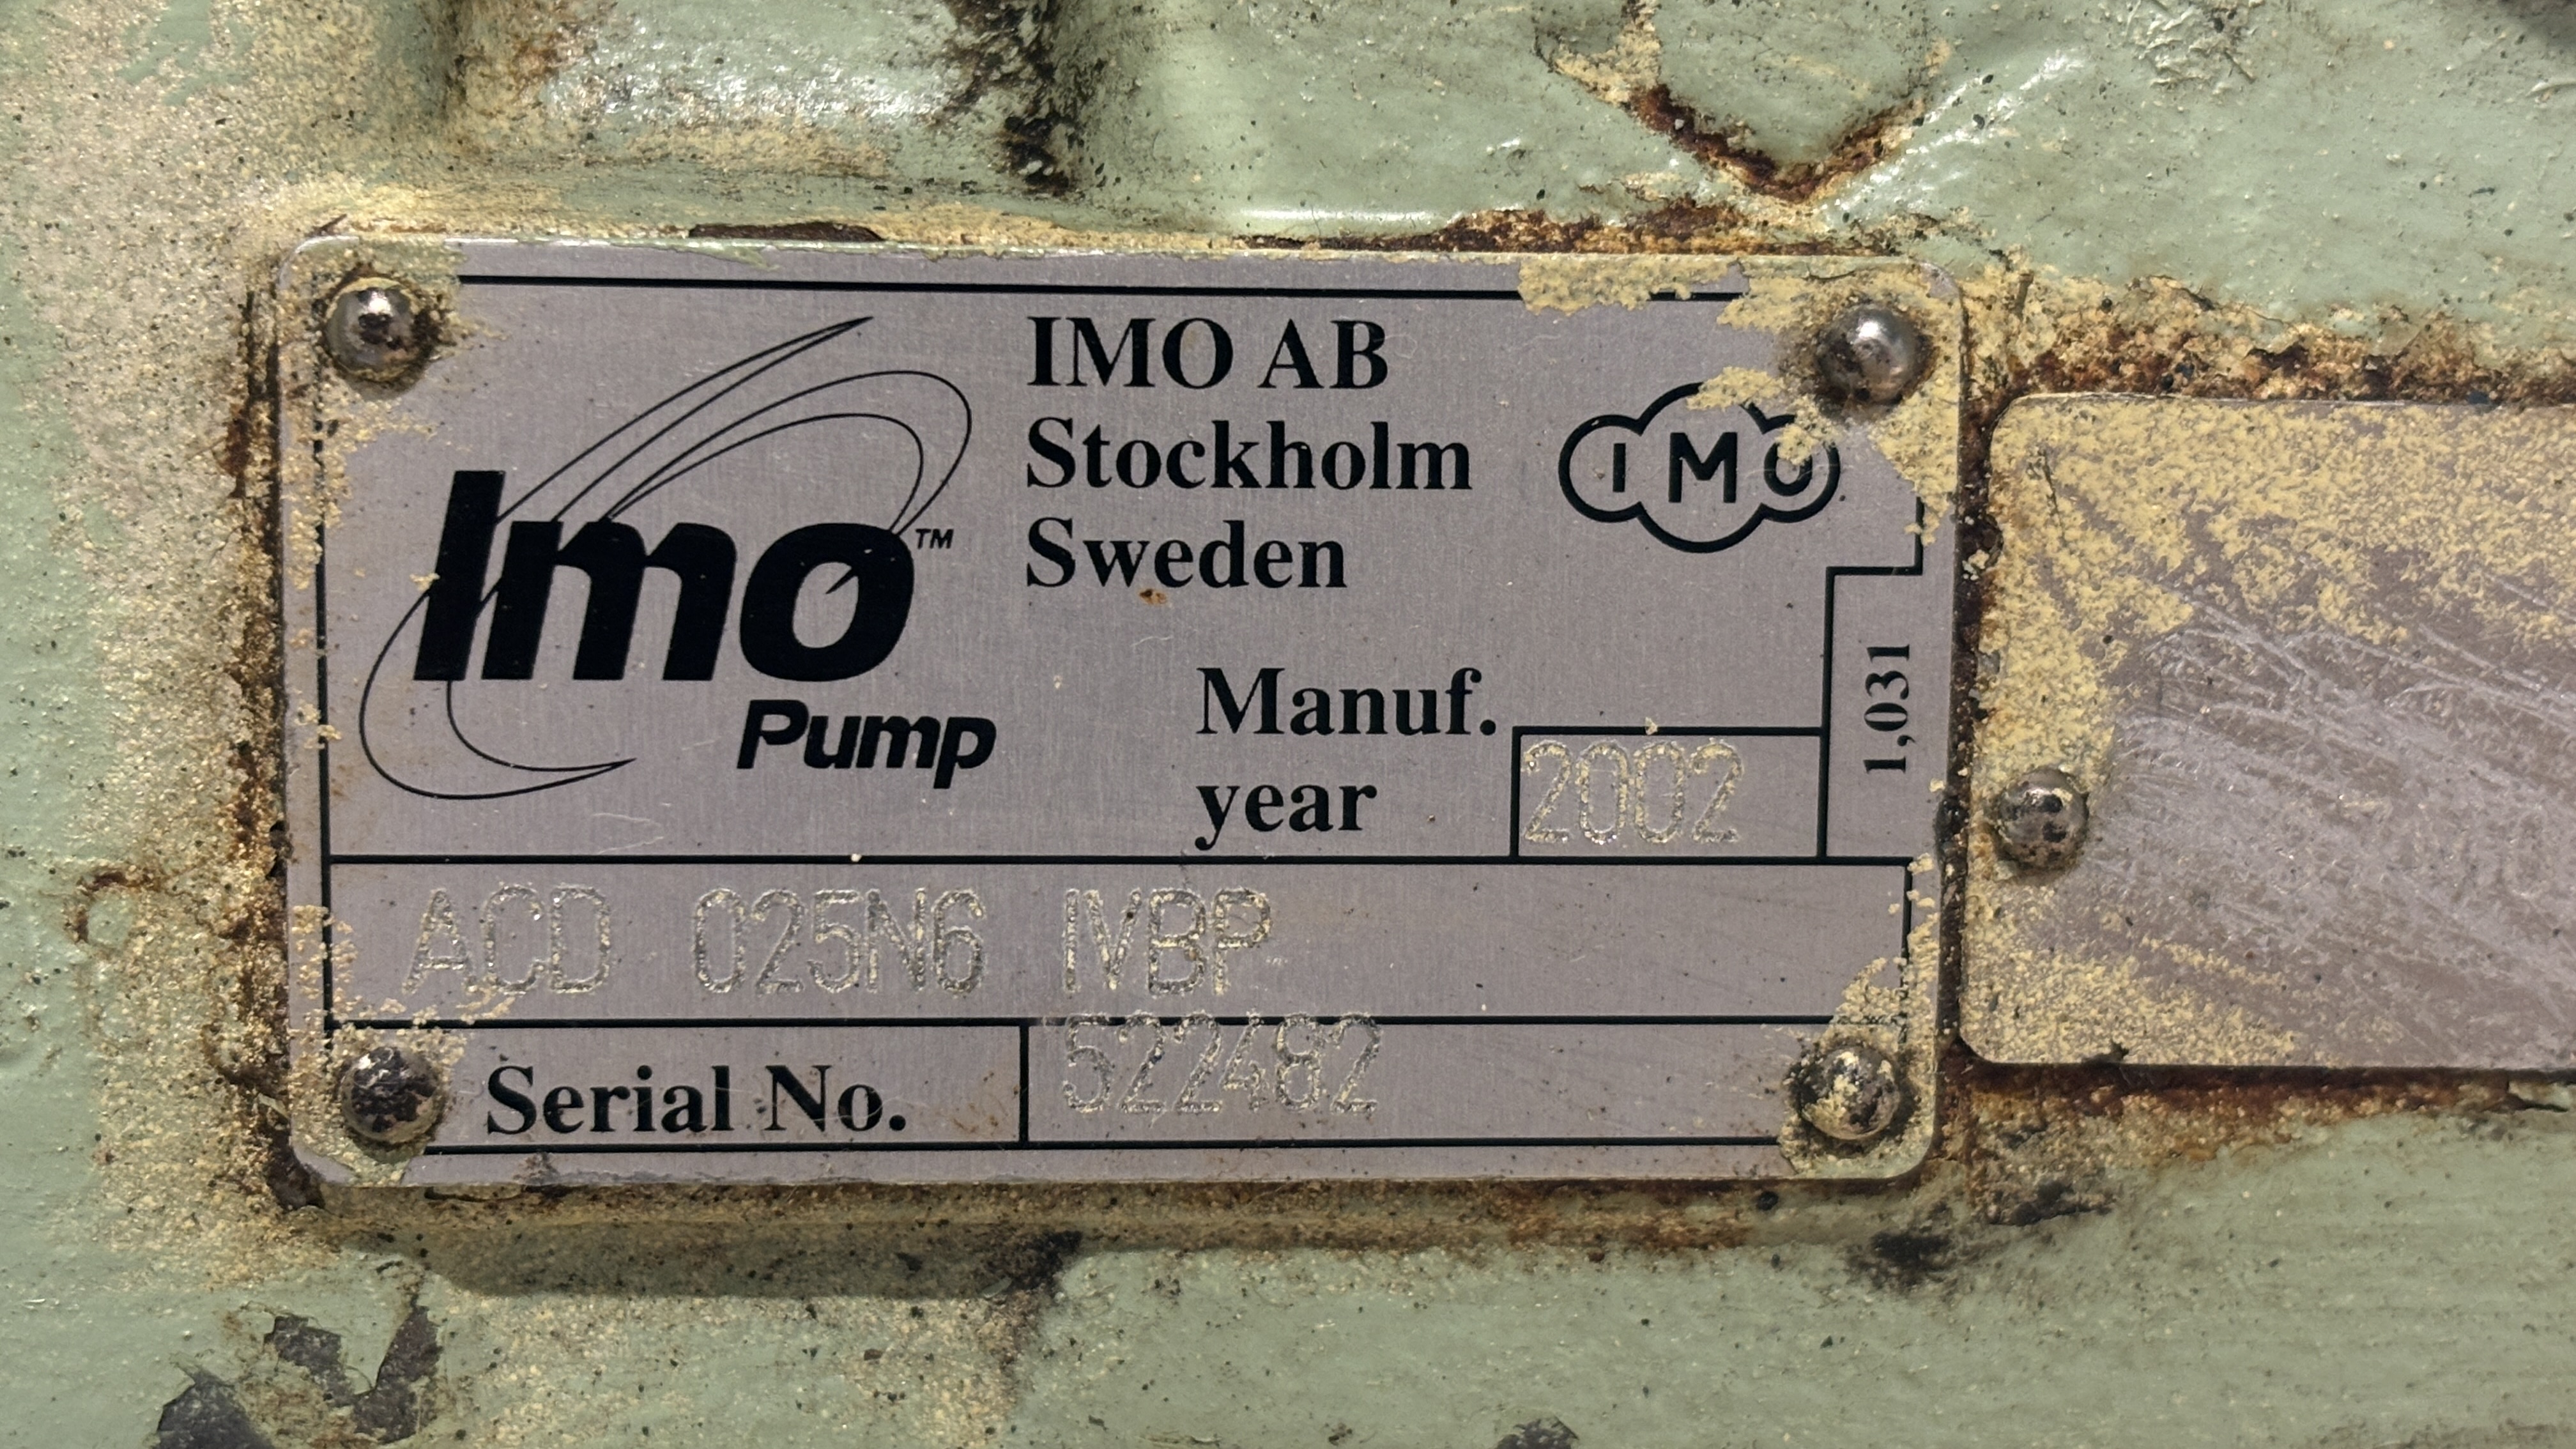 Imo™
Pump
IMO AB
Stockholm
Sweden
IMO
Manuf.
year
2002
1,031
ACD 025N6 IVBP
Serial No. 522482